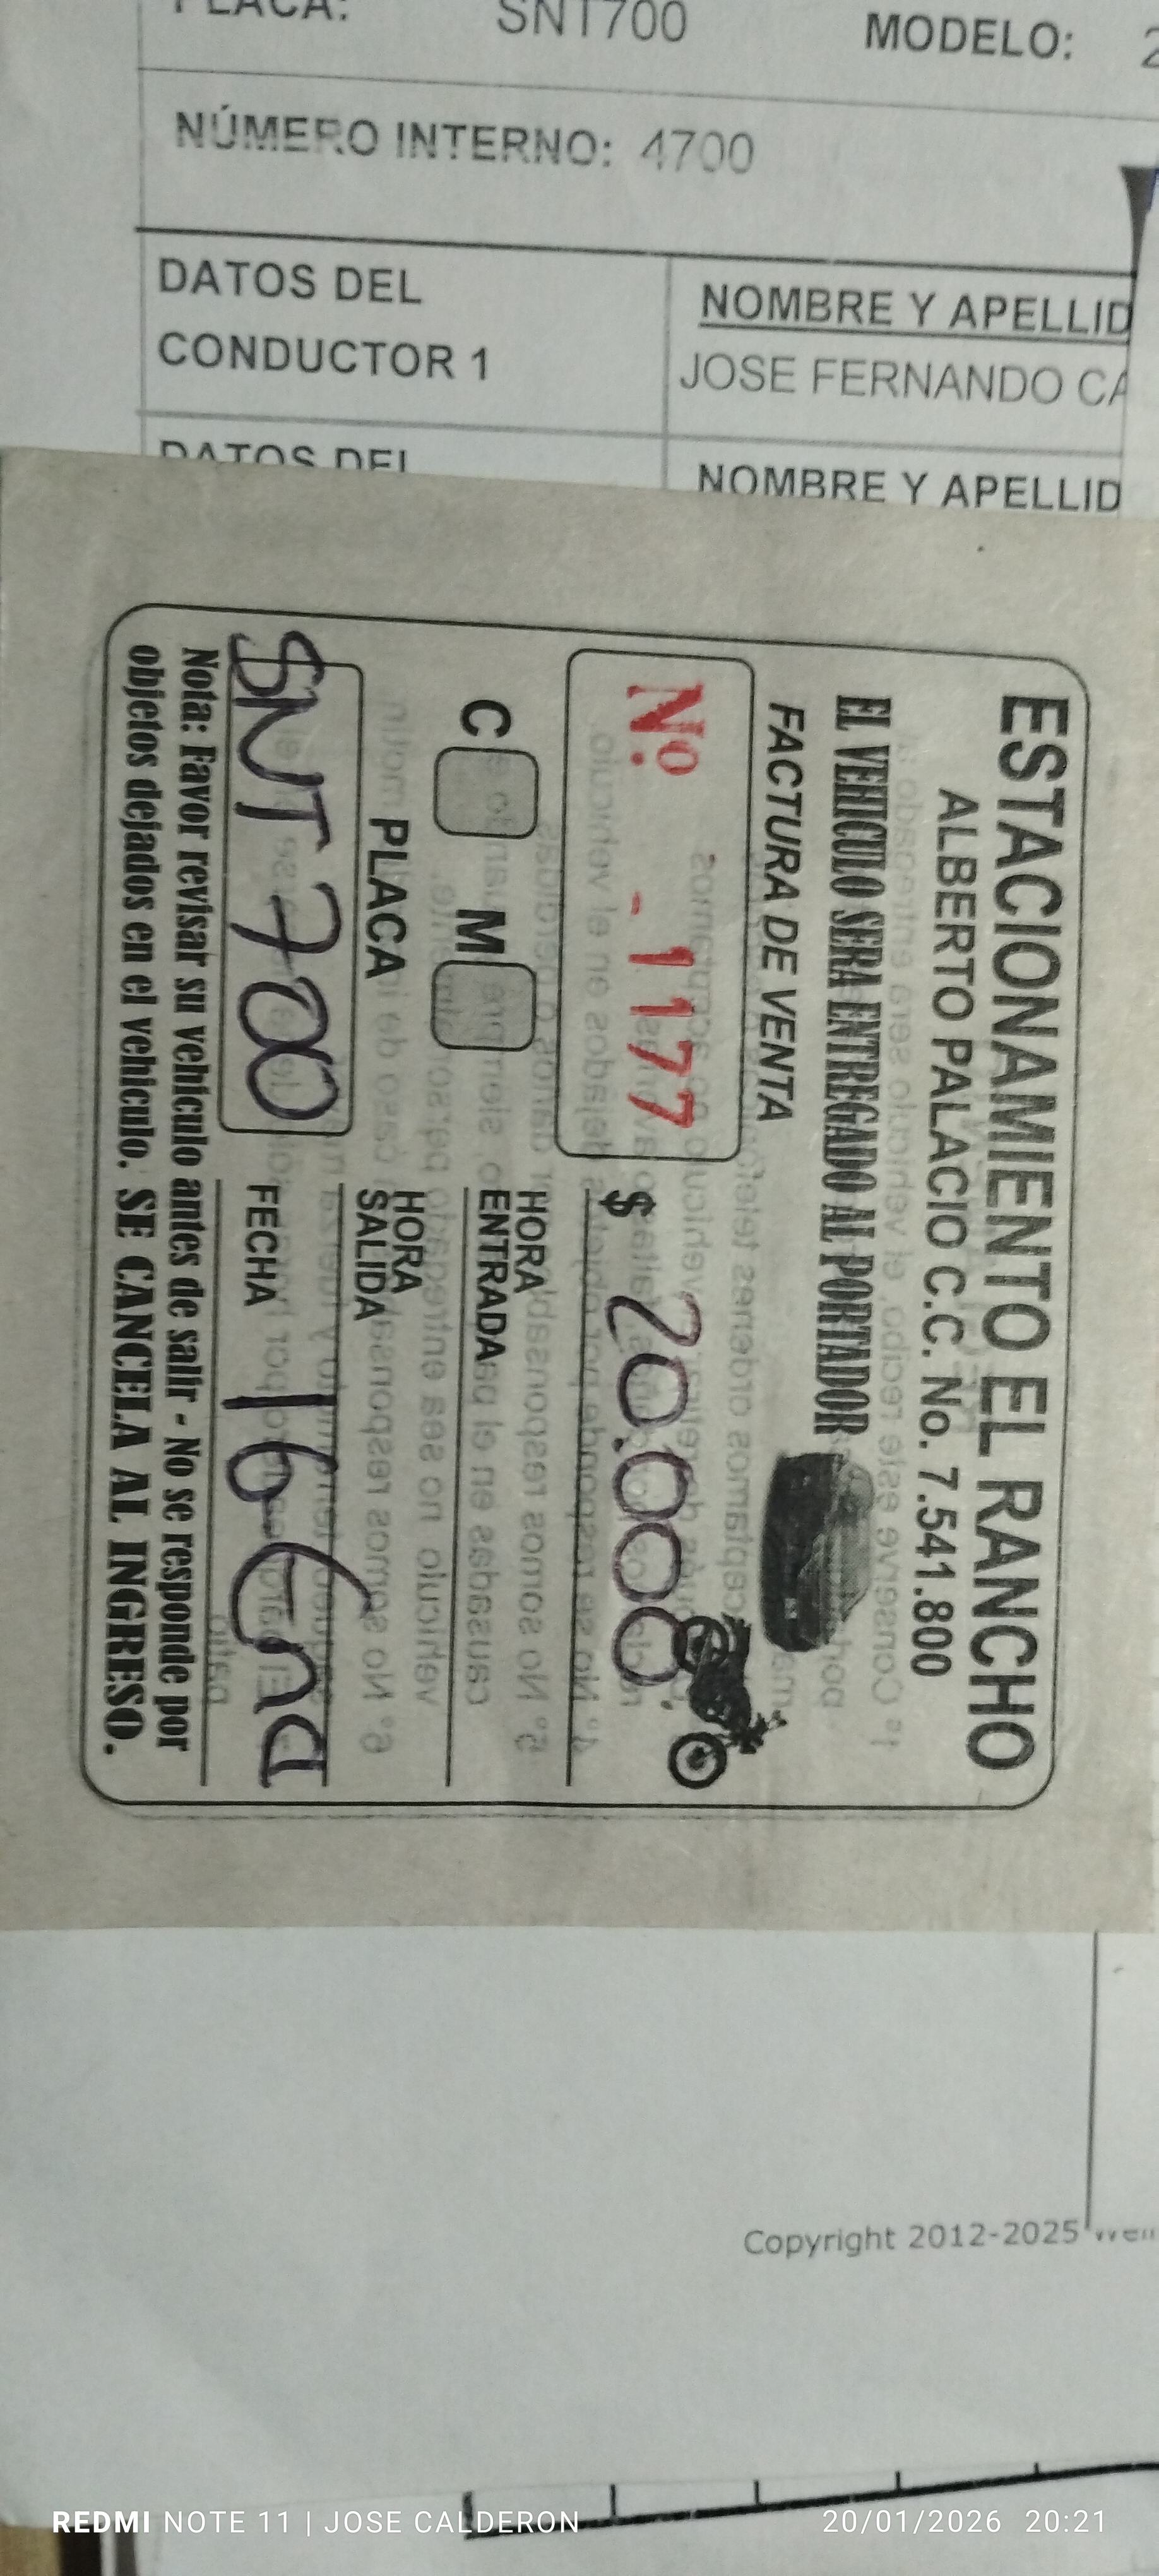 PLACA: SNT700 MODELO: 2
NÚMERO INTERNO: 4700
DATOS DEL
CONDUCTOR 1
NOMBRE Y APELLID
JOSE FERNANDO CA
DATOS DEL
NOMBRE Y APELLID
ESTACIONAMIENTO EL RANCHO
ALBERTO PALACIO C.C. No. 7.541.800
EL VEHICULO SERA ENTREGADO AL PORTADOR
FACTURA DE VENTA
Nº - 1177
$ 20.000
C M
HORA
ENTRADA
PLACA
HORA
SALIDA
SNT 700
FECHA 16-Ene
Nota: Favor revisar su vehiculo antes de salir - No se responde por
objetos dejados en el vehiculo. SE CANCELA AL INGRESO.
Copyright 2012-2025
REDMI NOTE 11 | JOSE CALDERON
20/01/2026 20:21